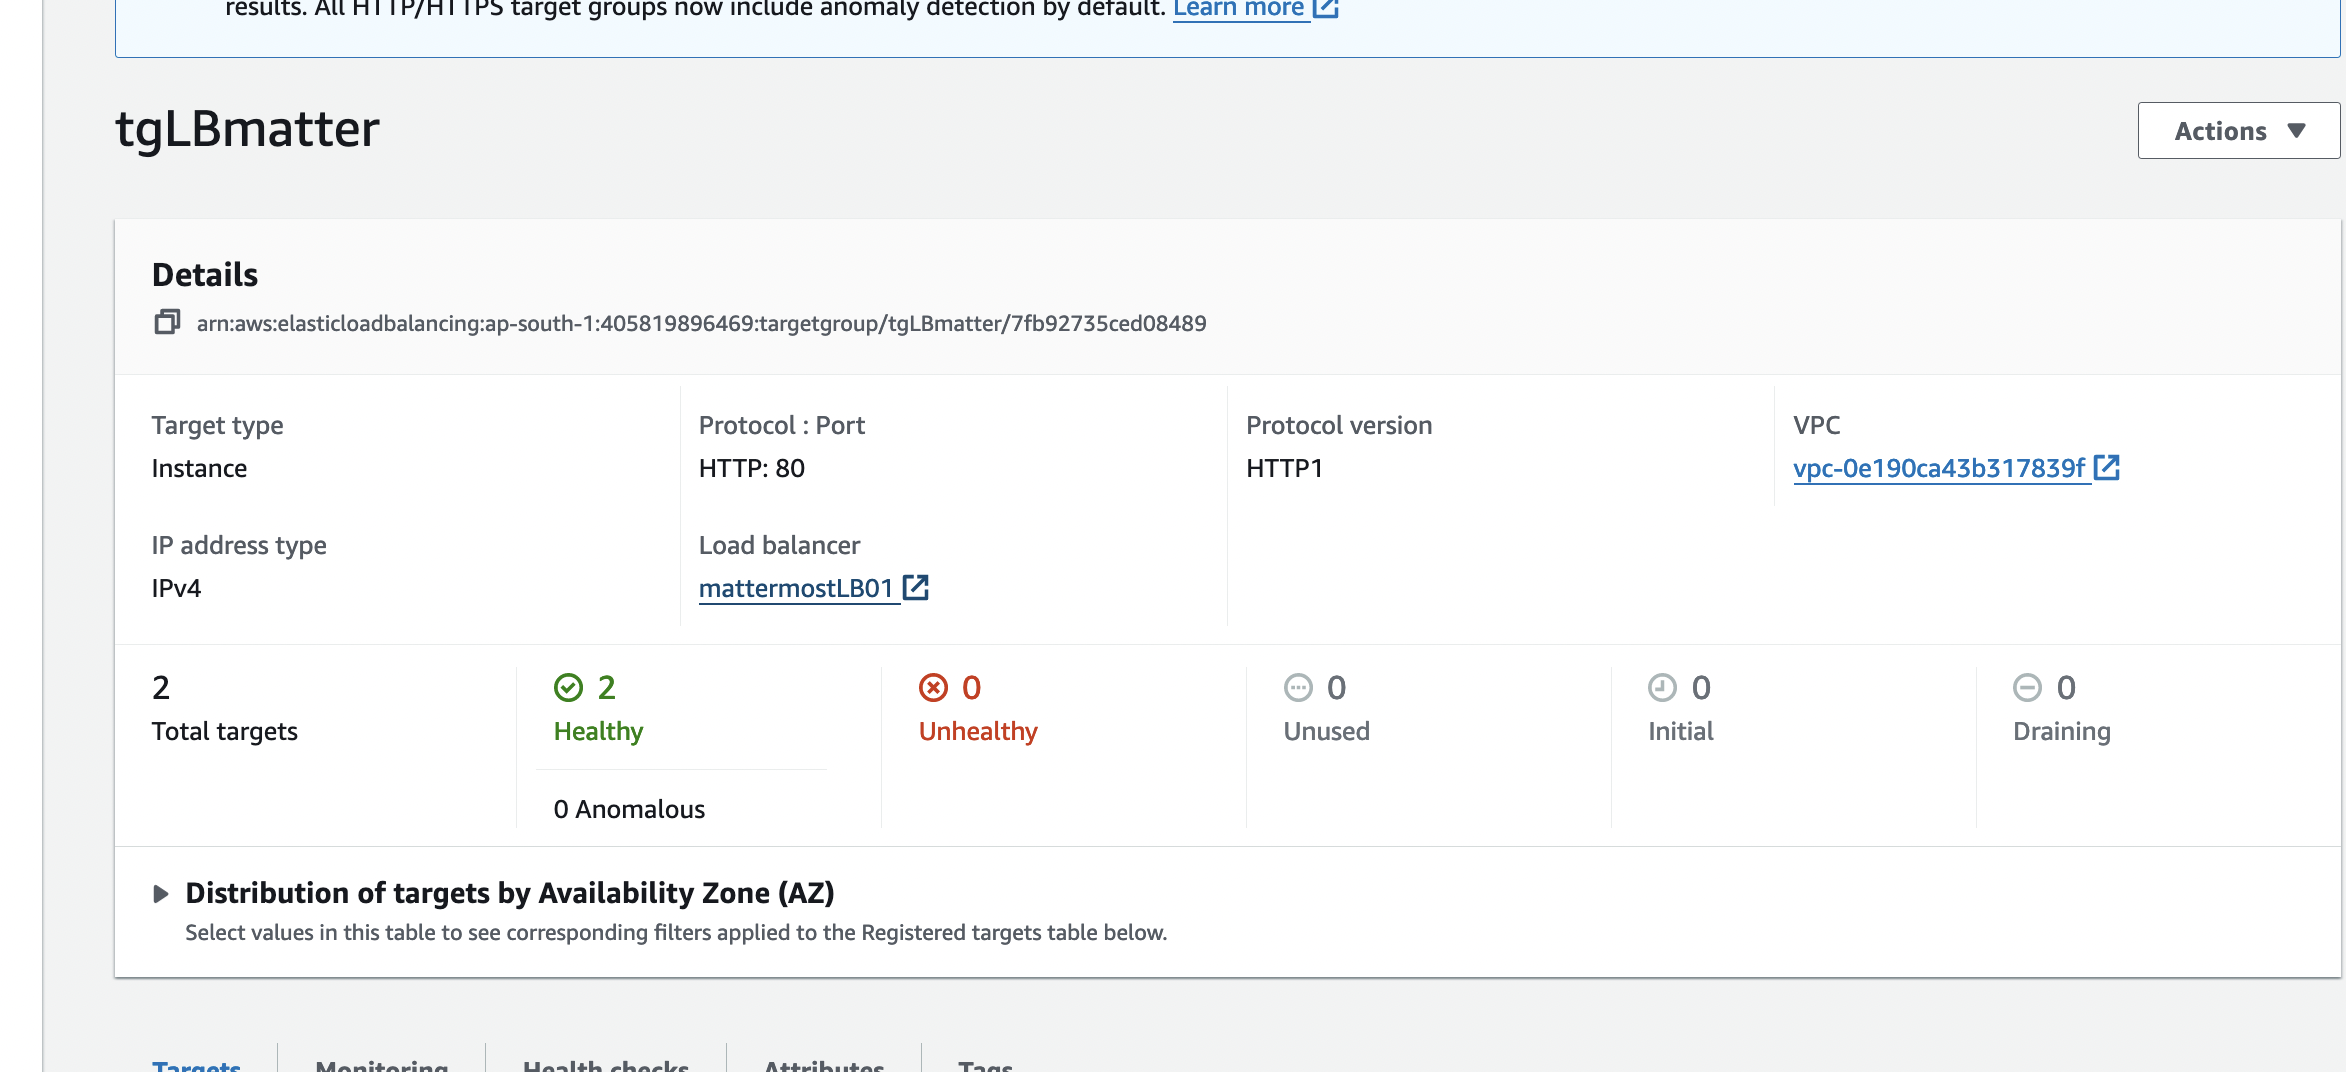 results. All HTTP/HTTPS target groups now include anomaly detection by default. Learn more
tgLBmatter
Actions
Details
arn:aws:elasticloadbalancing:ap-south-1:405819896469:targetgroup/tgLBmatter/7fb92735ced08489
Target type
Instance
Protocol : Port
HTTP: 80
Protocol version
HTTP1
VPC
vpc-0e190ca43b317839f
IP address type
IPv4
Load balancer
mattermostLB01
2
Total targets
2
Healthy
0 Anomalous
0
Unhealthy
0
Unused
0
Initial
0
Draining
Distribution of targets by Availability Zone (AZ)
Select values in this table to see corresponding filters applied to the Registered targets table below.
Targets
Monitoring
Health checks
Attributes
Tags